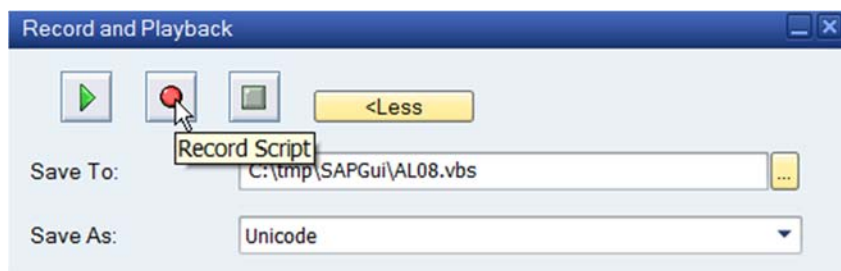 Record and Playback
<Less
Record Script
Save To:
C:\tmp\SAPGui\AL08.vbs
...
Save As:
Unicode